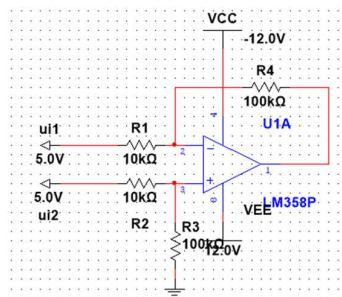 VCC
-12.0V
R4
100kΩ
U1A
ui1
R1
4
5.0V
10kΩ
2
1
5.0V
10kΩ
3
ui2
8
LM358P
VEE
R2
R3
100kΩ
12.0V